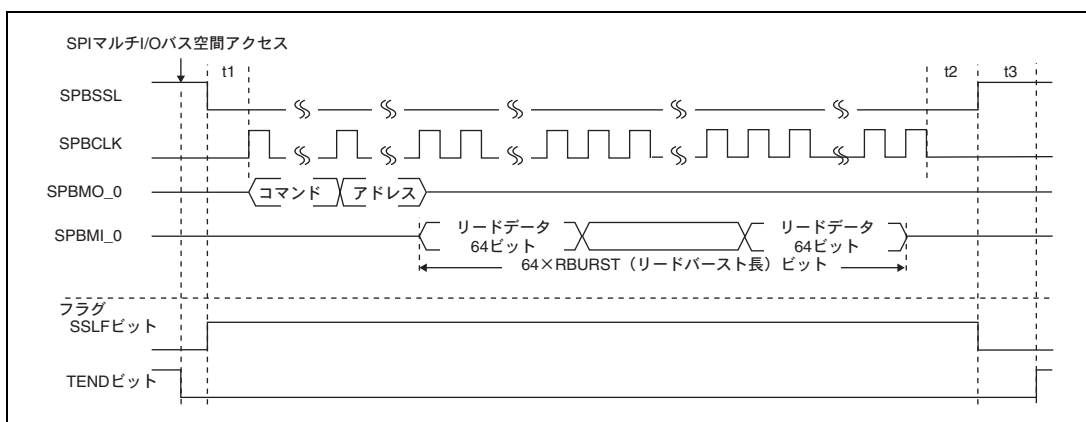 SPIマルチI/Oバス空間アクセス
t1
t2
t3
SPBSSL
SPBCLK
SPBMO_0
コマンド
アドレス
SPBMI_0
リードデータ
64ビット
リードデータ
64ビット
64×RBURST（リードバースト長）ビット
フラグ
SSLFビット
TENDビット